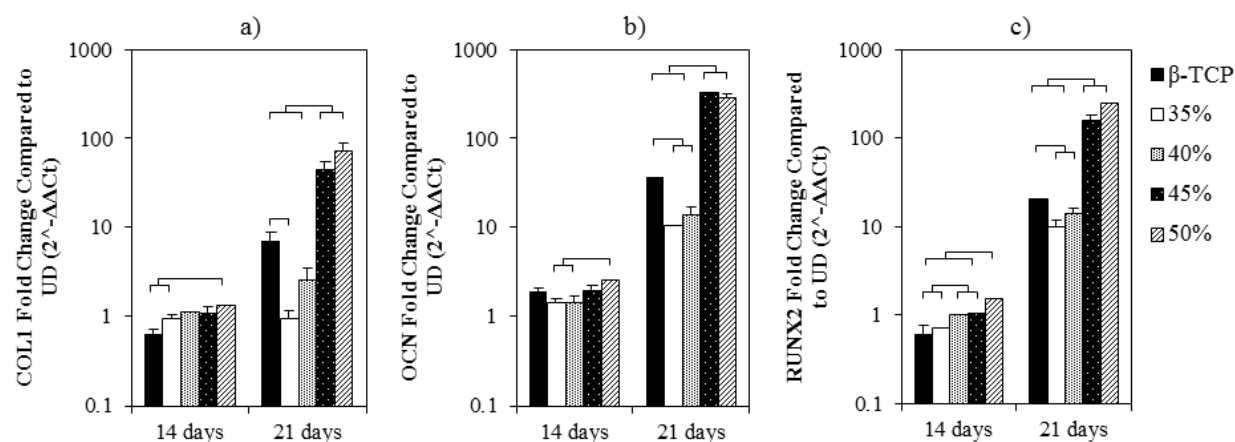 a)
COL1 Fold Change Compared to
UD (2^-ΔΔCt)
1000
100
10
1
0.1
14 days
21 days
b)
OCN Fold Change Compared to
UD (2^-ΔΔCt)
1000
100
10
1
0.1
14 days
21 days
c)
RUNX2 Fold Change Compared
to UD (2^-ΔΔCt)
1000
100
10
1
0.1
14 days
21 days
β-TCP
35%
40%
45%
50%